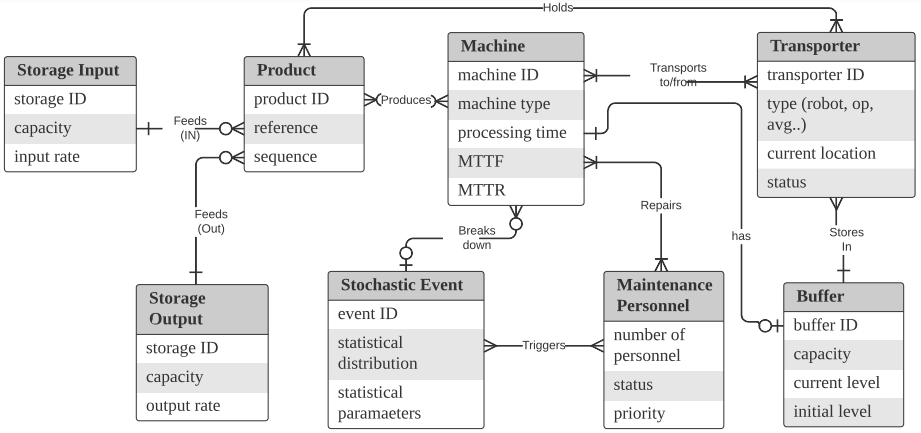 Holds
Storage Input
storage ID
capacity
input rate
Feeds
(IN)
Product
product ID
reference
sequence
Produces
Machine
machine ID
machine type
processing time
MTTF
MTTR
Transports
to/from
Transporter
transporter ID
type (robot, op,
avg..)
current location
status
Feeds
(Out)
Breaks
down
Repairs
has
Stores
In
Storage
Output
storage ID
capacity
output rate
Stochastic Event
event ID
statistical
distribution
statistical
paramaeters
Triggers
Maintenance
Personnel
number of
personnel
status
priority
Buffer
buffer ID
capacity
current level
initial level